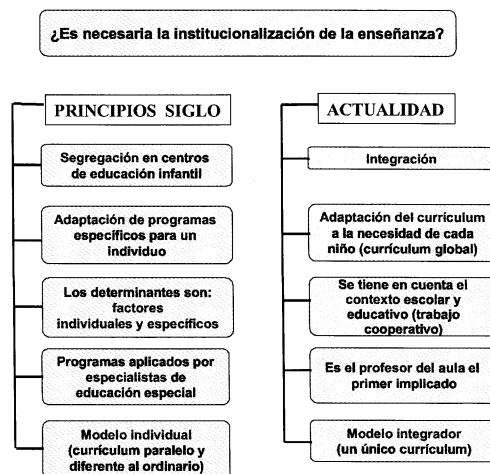 ¿Es necesaria la institucionalización de la enseñanza?
PRINCIPIOS SIGLO
Segregación en centros
de educación infantil
Adaptación de programas
específicos para un
individuo
Los determinantes son:
factores
individuales y específicos
Programas aplicados por
especialistas de
educación especial
Modelo individual
(currículum paralelo y
diferente al ordinario)
ACTUALIDAD
Integración
Adaptación del currículum
a la necesidad de cada
niño (currículum global)
Se tiene en cuenta el
contexto escolar y
educativo (trabajo
cooperativo)
Es el profesor del aula el
primer implicado
Modelo integrador
(un único currículum)